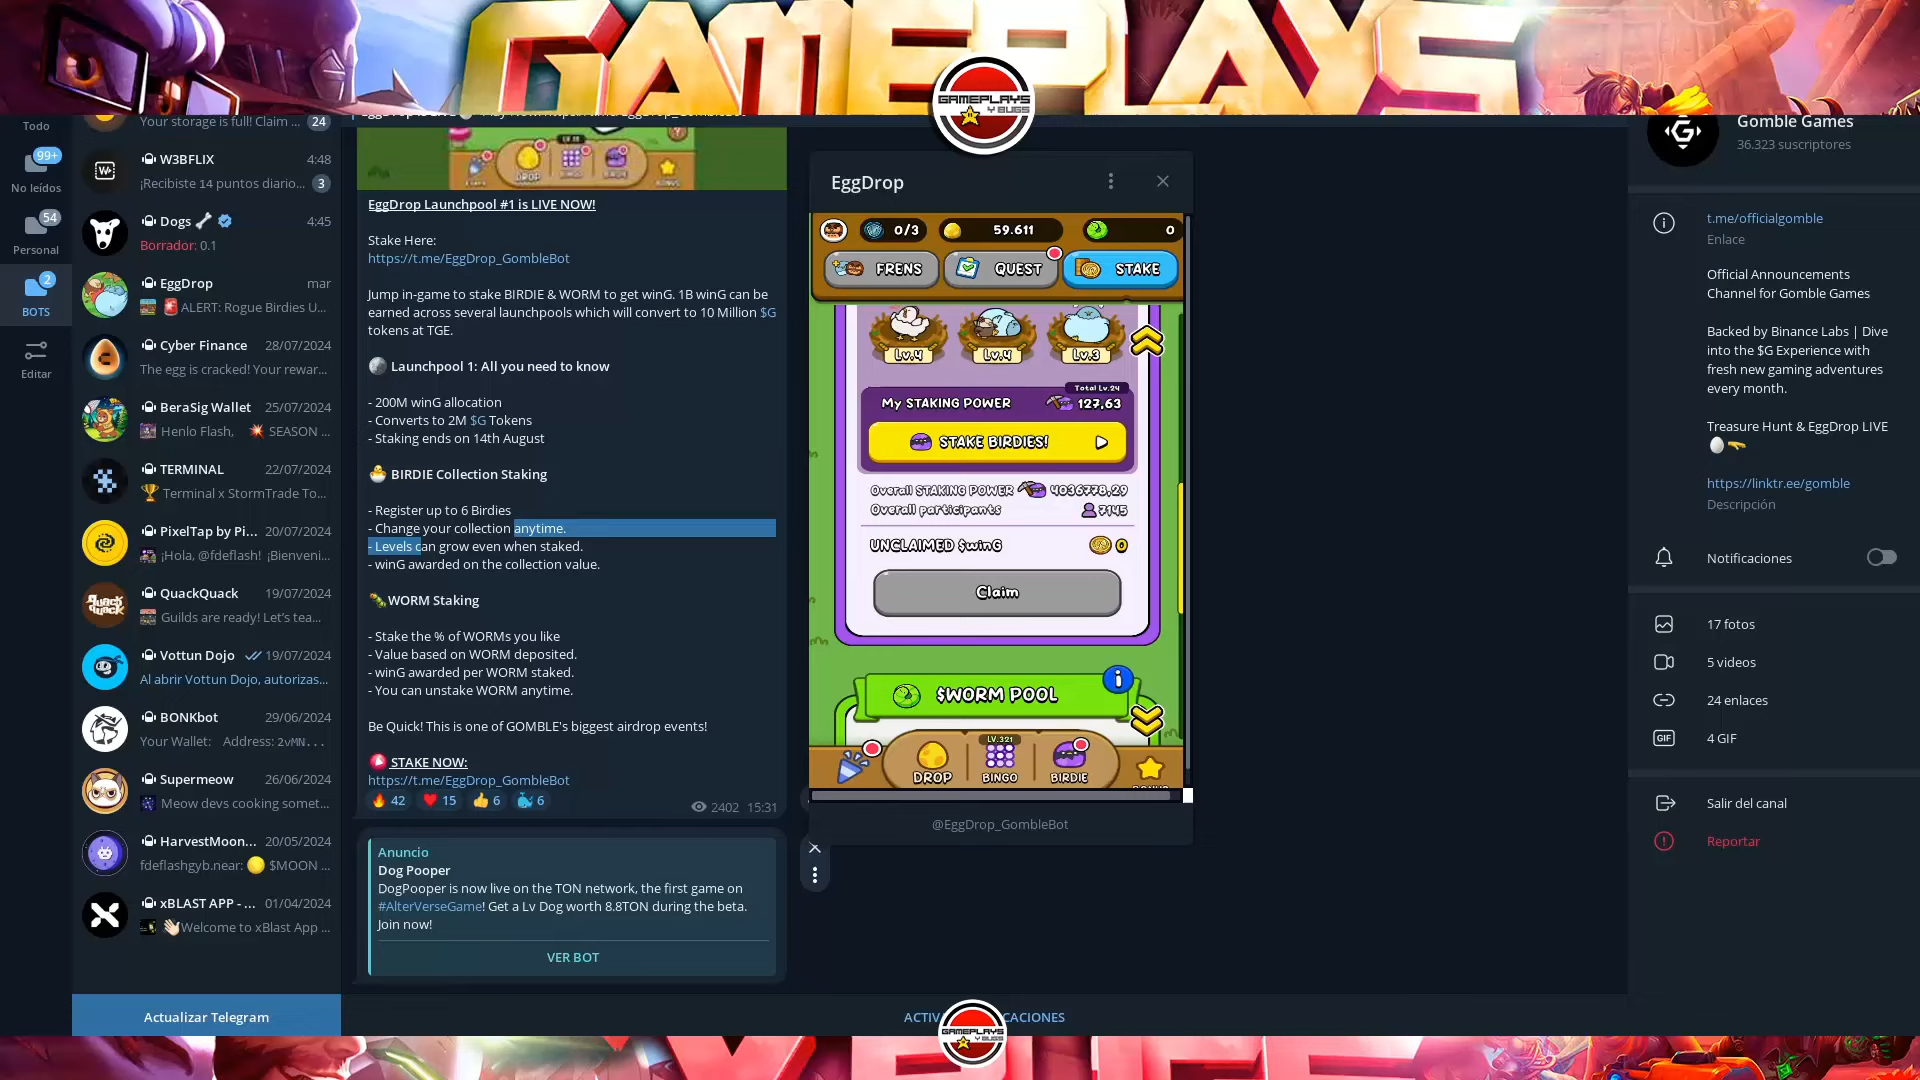 GAMEPLAYS
GAMEPLAYS
Y BUGS
Todo
99+
No leídos
54
Personal
2
BOTS
Editar
Your storage is full! Claim ... 24
W3BFLIX 4:48
¡Recibiste 14 puntos diario... 3
Dogs 4:45
Borrador: 0.1
EggDrop mar
ALERT: Rogue Birdies U...
Cyber Finance 28/07/2024
The egg is cracked! Your rewar...
BeraSig Wallet 25/07/2024
Henlo Flash, SEASON ...
TERMINAL 22/07/2024
Terminal x StormTrade To...
PixelTap by Pi... 20/07/2024
¡Hola, @fdeflash! ¡Bienveni...
QuackQuack 19/07/2024
Guilds are ready! Let's tea...
Vottun Dojo 19/07/2024
Al abrir Vottun Dojo, autorizas...
BONKbot 29/06/2024
Your Wallet: Address: 2vMN...
Supermeow 26/06/2024
Meow devs cooking somet...
HarvestMoon... 20/05/2024
fdeflashgyb.near: $MOON ...
xBLAST APP - ... 01/04/2024
Welcome to xBlast App ...
Actualizar Telegram
DROP
BINGO
BIRDIE
BONUS
EggDrop Launchpool #1 is LIVE NOW!
Stake Here:
https://t.me/EggDrop_GombleBot
Jump in-game to stake BIRDIE & WORM to get winG. 1B winG can be
earned across several launchpools which will convert to 10 Million $G
tokens at TGE.
Launchpool 1: All you need to know
- 200M winG allocation
- Converts to 2M $G Tokens
- Staking ends on 14th August
BIRDIE Collection Staking
- Register up to 6 Birdies
- Change your collection anytime.
- Levels can grow even when staked.
- winG awarded on the collection value.
WORM Staking
- Stake the % of WORMs you like
- Value based on WORM deposited.
- winG awarded per WORM staked.
- You can unstake WORM anytime.
Be Quick! This is one of GOMBLE's biggest airdrop events!
STAKE NOW:
https://t.me/EggDrop_GombleBot
42 15 6 6
2402 15:31
Anuncio
Dog Pooper
DogPooper is now live on the TON network, the first game on
#AlterVerseGame! Get a Lv Dog worth 8.8TON during the beta.
Join now!
VER BOT
EggDrop
0/3 59.611 0
FRENS QUEST STAKE
Lv.4 Lv.4 Lv.3
Total Lv.24
My STAKING POWER 127,63
STAKE BIRDIES!
Overall STAKING POWER 4036778,29
Overall participants 7145
UNCLAIMED $winG 0
Claim
$WORM POOL
i
LV.321
DROP BINGO BIRDIE
@EggDrop_GombleBot
GAMEPLAYS
Y BUGS
Gomble Games
36.323 suscriptores
t.me/officialgomble
Enlace
Official Announcements
Channel for Gomble Games
Backed by Binance Labs | Dive
into the $G Experience with
fresh new gaming adventures
every month.
Treasure Hunt & EggDrop LIVE
https://linktr.ee/gomble
Descripción
Notificaciones
17 fotos
5 videos
24 enlaces
GIF 4 GIF
Salir del canal
Reportar